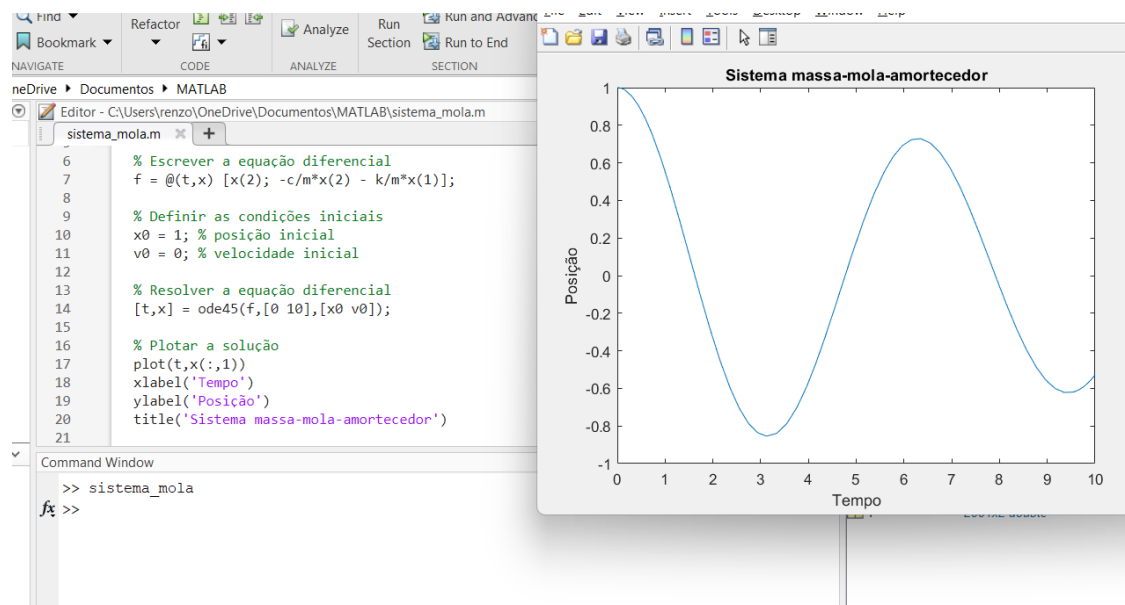 Find
Refactor
Analyze
Run
Section
Run and Advanc
Bookmark
Run to End
NAVIGATE
CODE
ANALYZE
SECTION
neDrive ▸ Documentos ▸ MATLAB
Editor - C:\Users\renzo\OneDrive\Documentos\MATLAB\sistema_mola.m
sistema_mola.m
6 % Escrever a equação diferencial
7 f = @(t,x) [x(2); -c/m*x(2) - k/m*x(1)];
8
9 % Definir as condições iniciais
10 x0 = 1; % posição inicial
11 v0 = 0; % velocidade inicial
12
13 % Resolver a equação diferencial
14 [t,x] = ode45(f,[0 10],[x0 v0]);
15
16 % Plotar a solução
17 plot(t,x(:,1))
18 xlabel('Tempo')
19 ylabel('Posição')
20 title('Sistema massa-mola-amortecedor')
21
Command Window
>> sistema_mola
fx >>
Sistema massa-mola-amortecedor
1
0.8
0.6
0.4
0.2
0
-0.2
-0.4
-0.6
-0.8
-1
Posição
0 1 2 3 4 5 6 7 8 9 10
Tempo